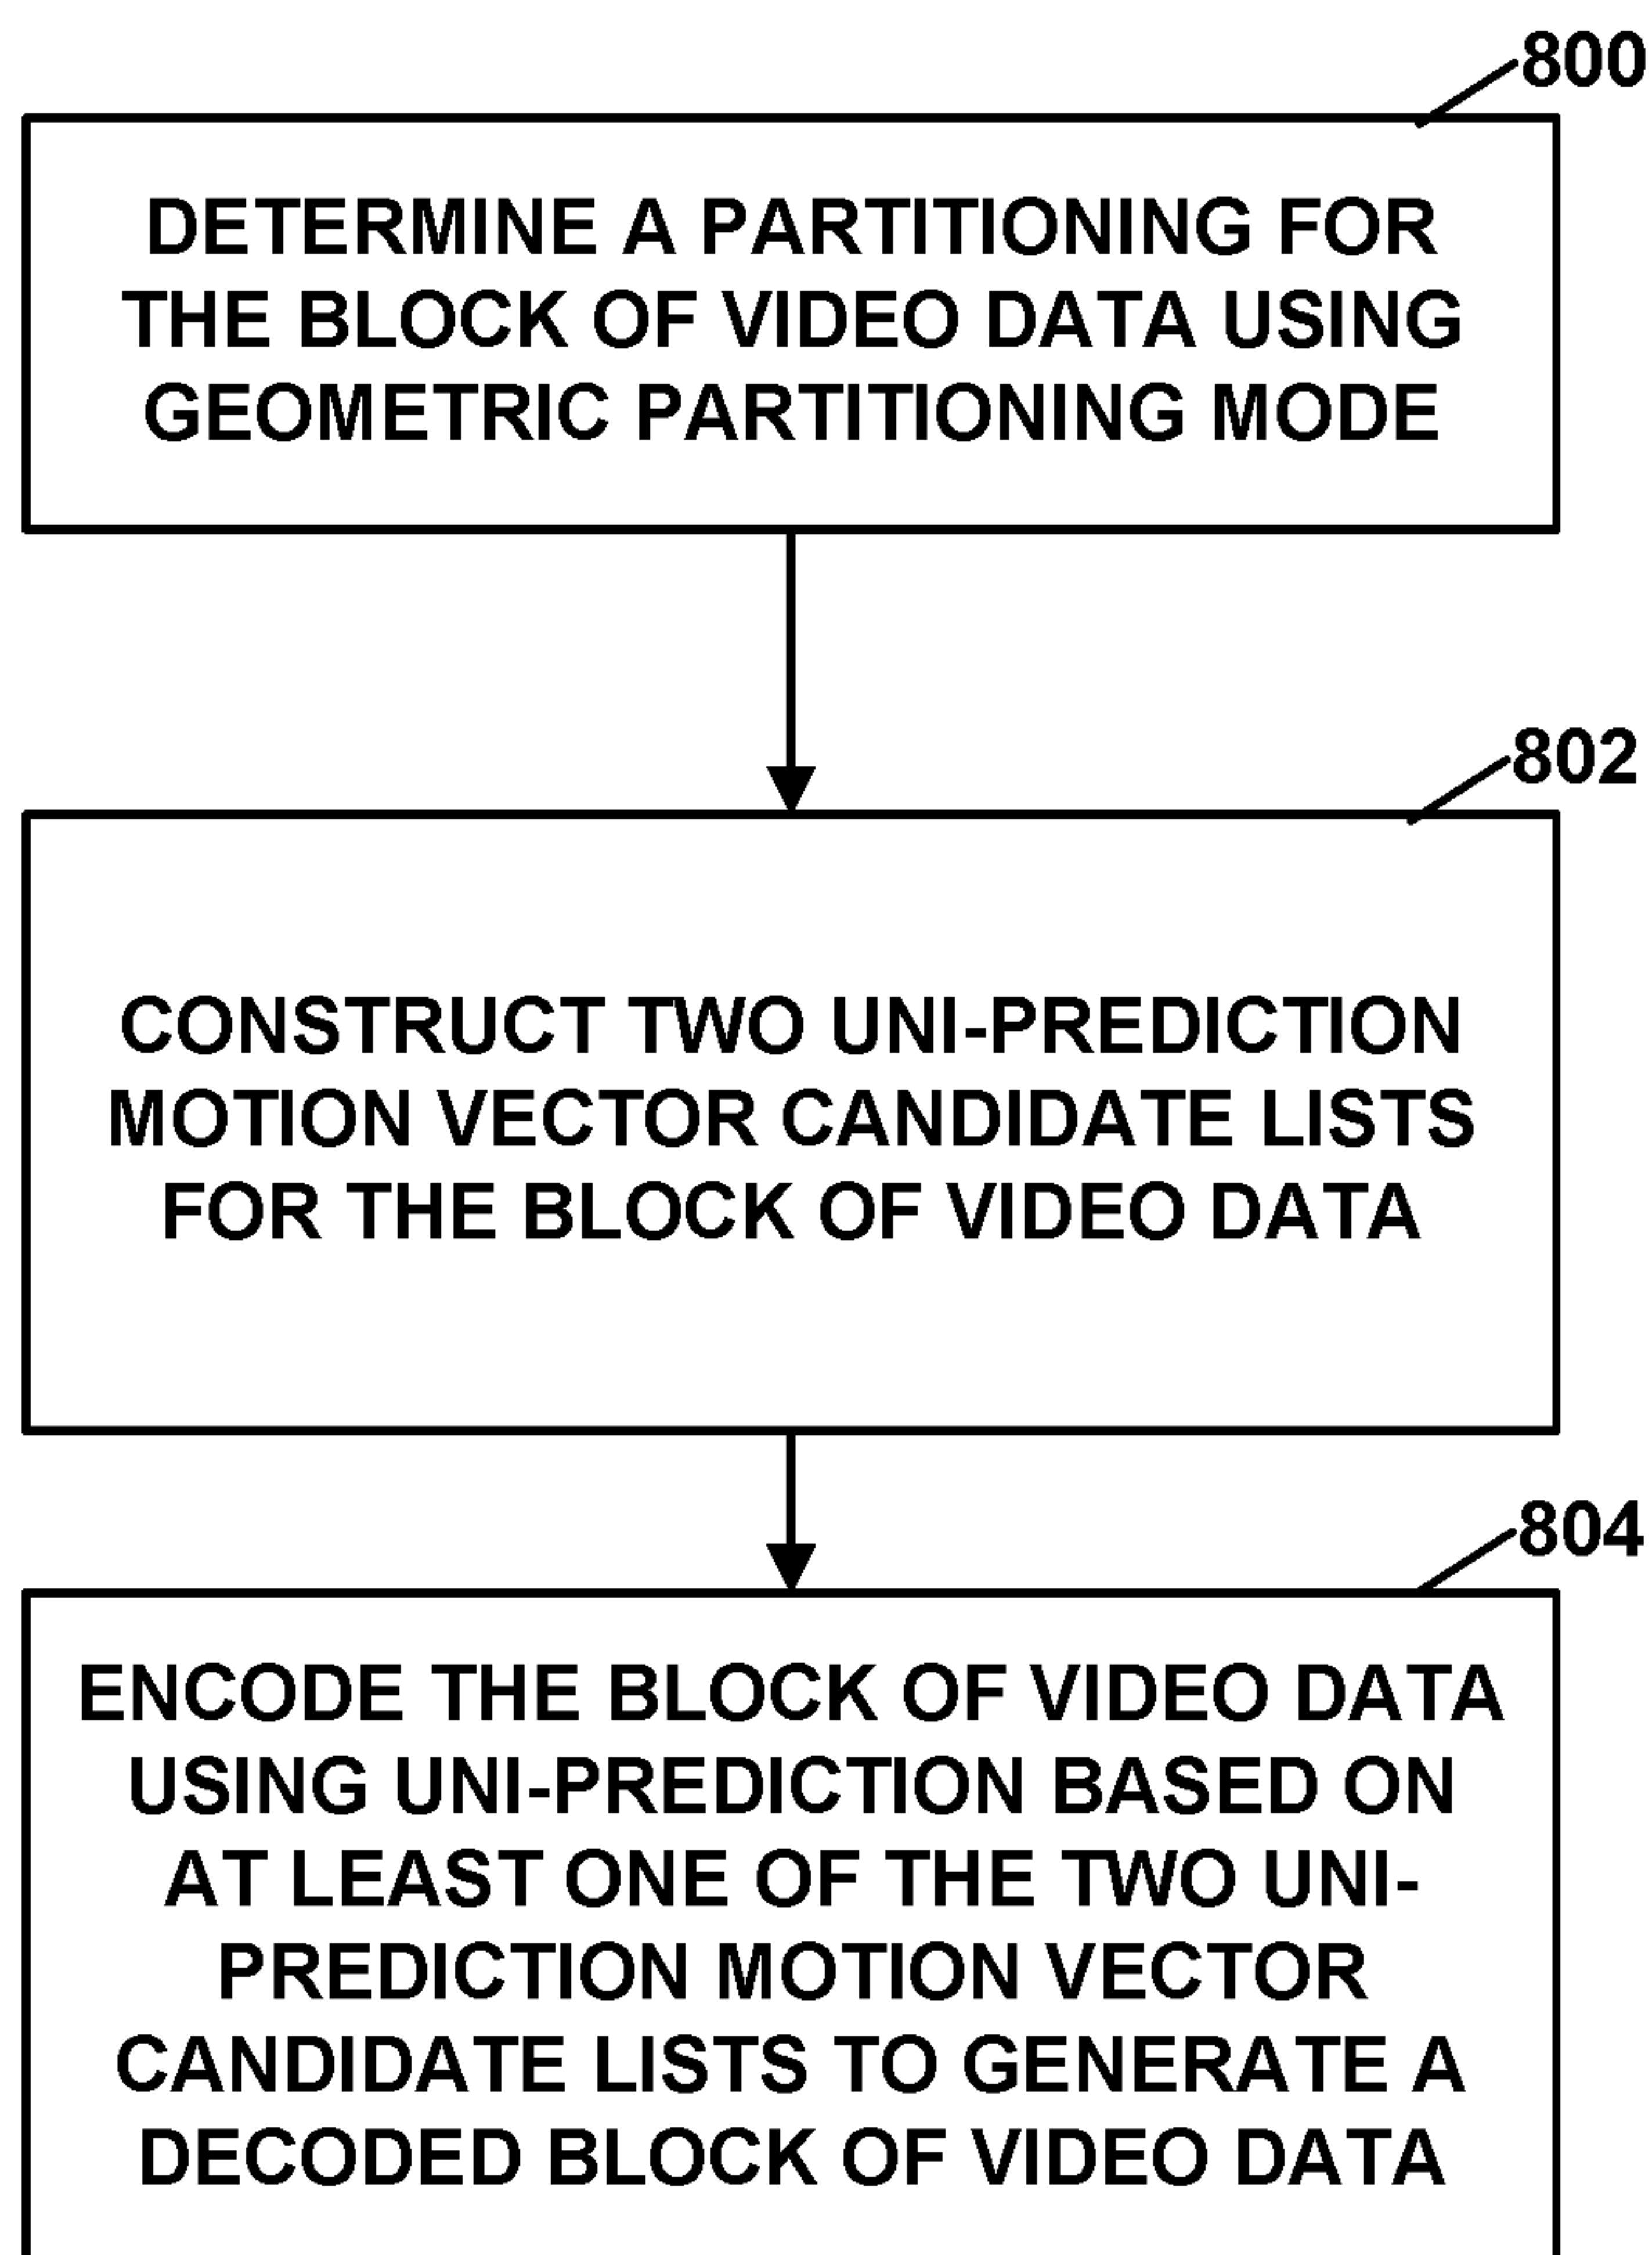 800
DETERMINE A PARTITIONING FOR
THE BLOCK OF VIDEO DATA USING
GEOMETRIC PARTITIONING MODE
802
CONSTRUCT TWO UNI-PREDICTION
MOTION VECTOR CANDIDATE LISTS
FOR THE BLOCK OF VIDEO DATA
804
ENCODE THE BLOCK OF VIDEO DATA
USING UNI-PREDICTION BASED ON
AT LEAST ONE OF THE TWO UNI-
PREDICTION MOTION VECTOR
CANDIDATE LISTS TO GENERATE A
DECODED BLOCK OF VIDEO DATA